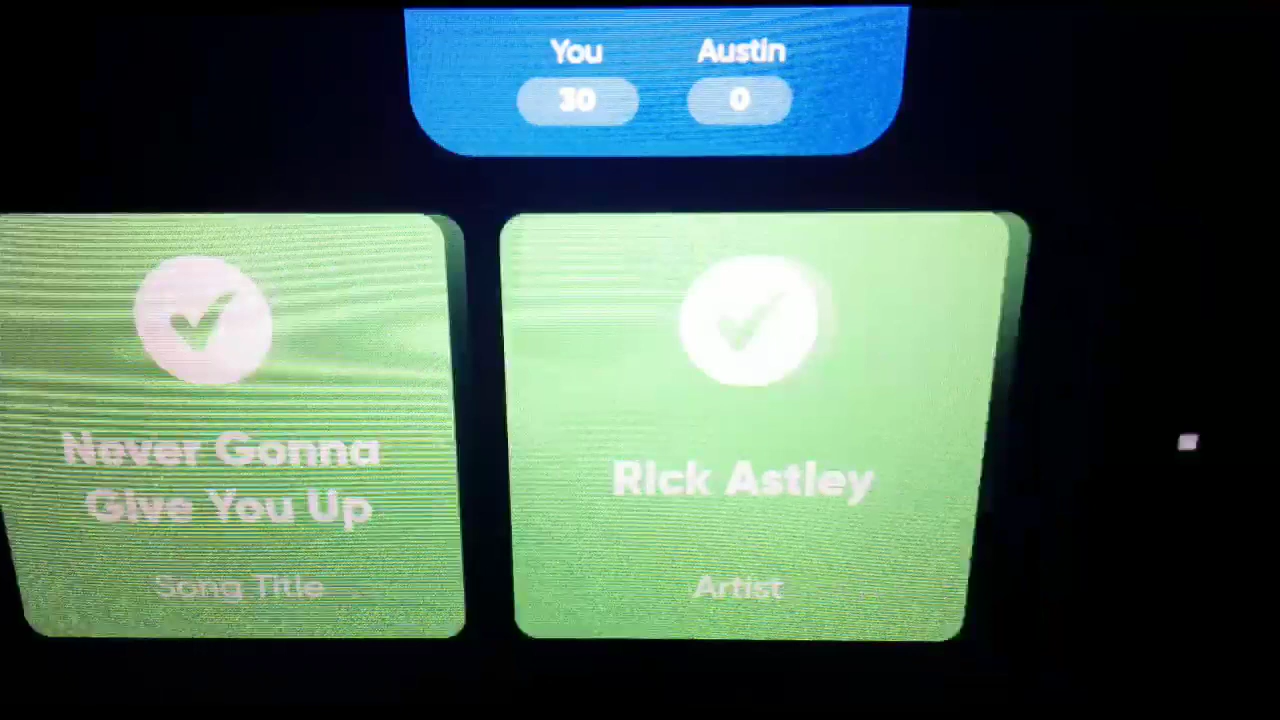 You Austin
30 0
Never Gonna
Give You Up
Song Title
Rick Astley
Artist